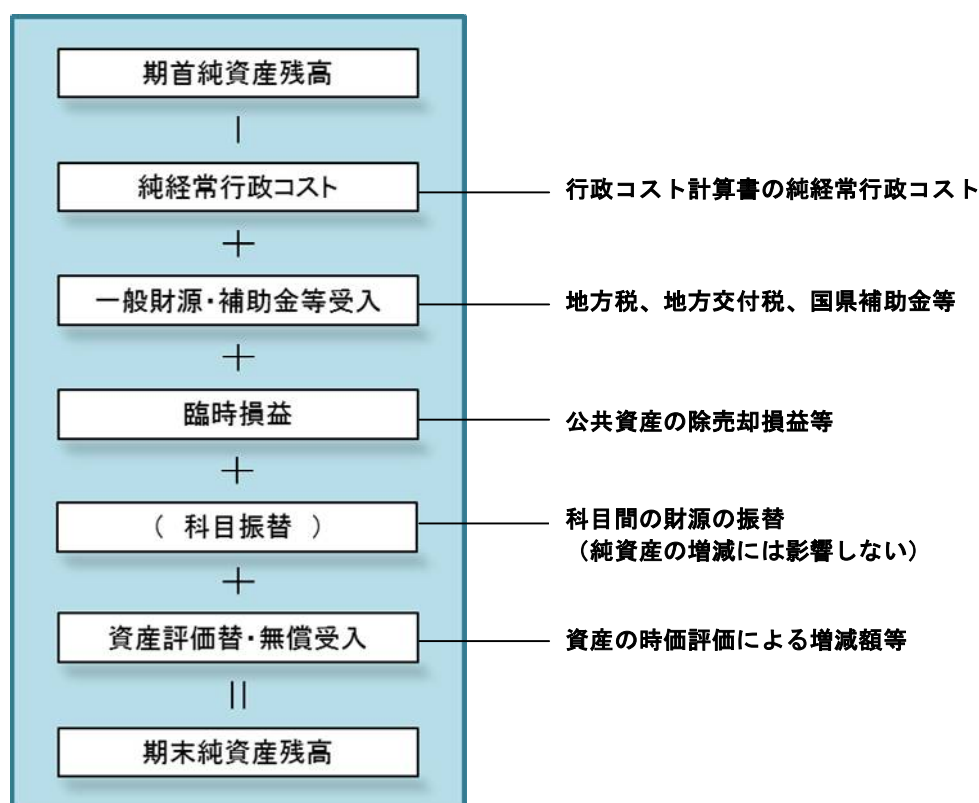 期首純資産残高
－
純経常行政コスト
行政コスト計算書の純経常行政コスト
＋
一般財源・補助金等受入
地方税、地方交付税、国県補助金等
＋
臨時損益
公共資産の除売却損益等
＋
（ 科目振替 ）
科目間の財源の振替
（純資産の増減には影響しない）
＋
資産評価替・無償受入
資産の時価評価による増減額等
＝
期末純資産残高